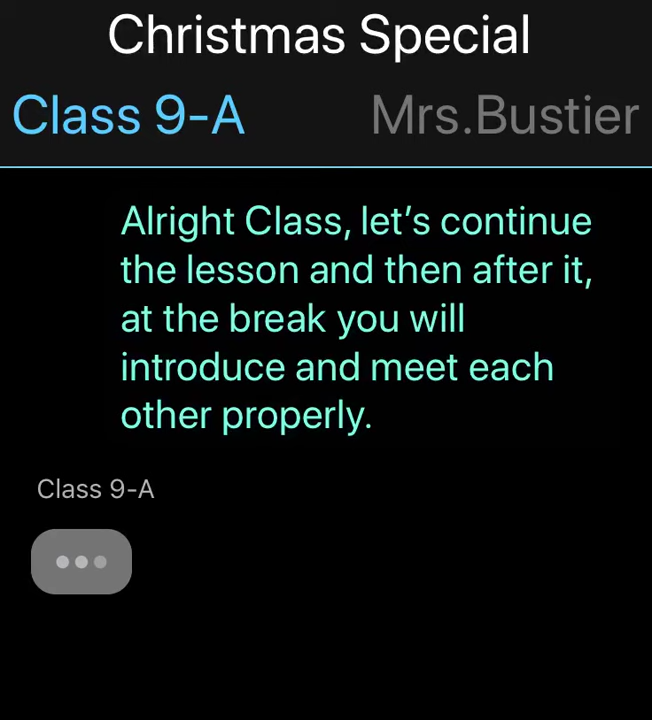 Christmas Special
Class 9-A
Mrs.Bustier
Alright Class, let’s continue
the lesson and then after it,
at the break you will
introduce and meet each
other properly.
Class 9-A